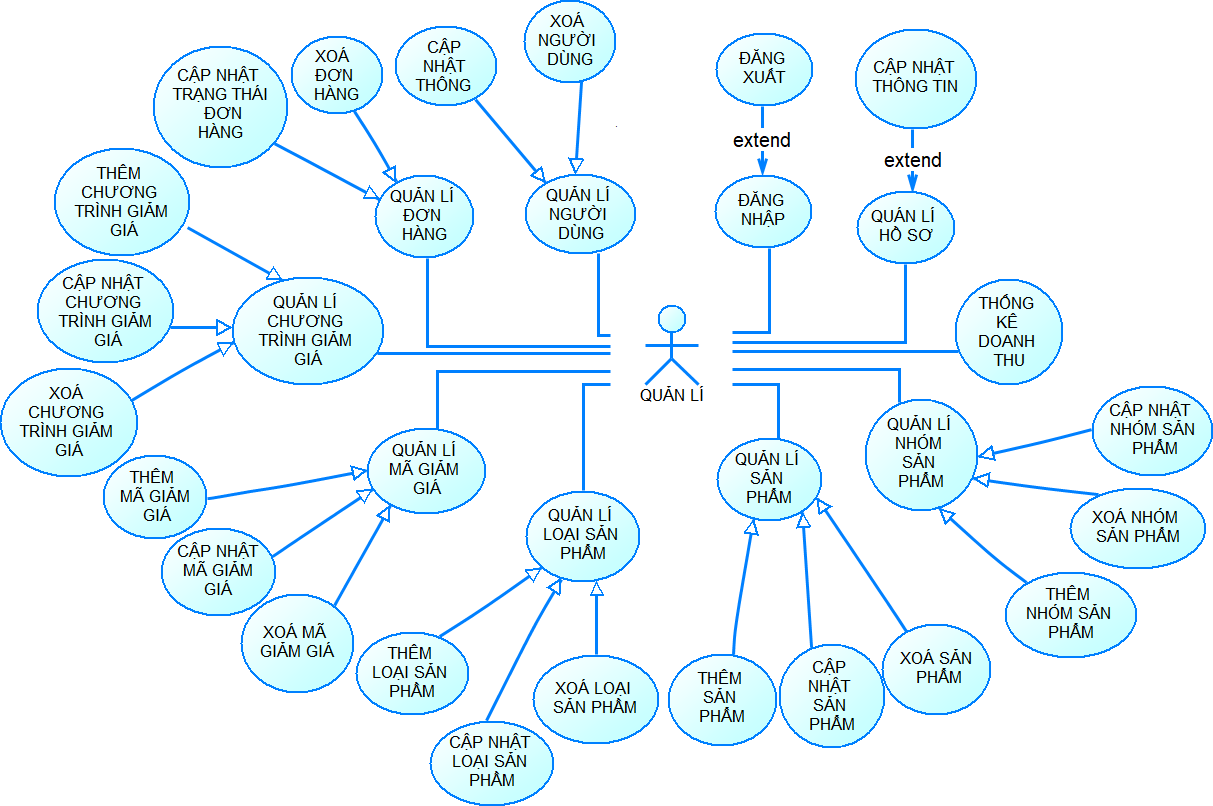 XOÁ
NGƯỜI
DÙNG
CẬP
NHẬT
THÔNG
XOÁ
ĐƠN
HÀNG
CẬP NHẬT
TRẠNG THÁI
ĐƠN
HÀNG
ĐĂNG
XUẤT
CẬP NHẬT
THÔNG TIN
extend
extend
THÊM
CHƯƠNG
TRÌNH GIẢM
GIÁ
QUẢN LÍ
ĐƠN
HÀNG
QUẢN LÍ
NGƯỜI
DÙNG
ĐĂNG
NHẬP
QUẢN LÍ
HỒ SƠ
CẬP NHẬT
CHƯƠNG
TRÌNH GIẢM
GIÁ
QUẢN LÍ
CHƯƠNG
TRÌNH GIẢM
GIÁ
THỐNG
KÊ
DOANH
THU
QUẢN LÍ
XOÁ
CHƯƠNG
TRÌNH GIẢM
GIÁ
QUẢN LÍ
MÃ GIẢM
GIÁ
QUẢN LÍ
SẢN
PHẨM
QUẢN LÍ
NHÓM
SẢN
PHẨM
CẬP NHẬT
NHÓM SẢN
PHẨM
THÊM
MÃ GIẢM
GIÁ
QUẢN LÍ
LOẠI SẢN
PHẨM
XOÁ NHÓM
SẢN PHẨM
CẬP NHẬT
MÃ GIẢM
GIÁ
THÊM
NHÓM SẢN
PHẨM
XOÁ MÃ
GIẢM GIÁ
THÊM
LOẠI SẢN
PHẨM
XOÁ LOẠI
SẢN PHẨM
THÊM
SẢN
PHẨM
CẬP
NHẬT
SẢN
PHẨM
XOÁ SẢN
PHẨM
CẬP NHẬT
LOẠI SẢN
PHẨM